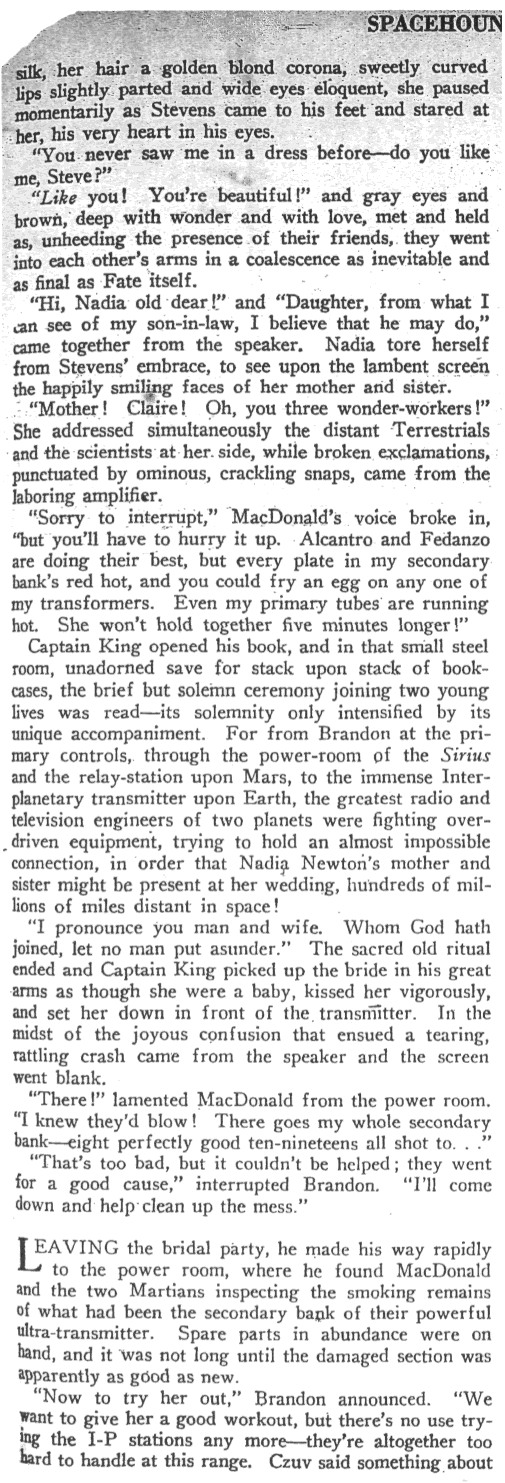 SPACEHOUN
silk, her hair a golden blond corona, sweetly curved
lips slightly parted and wide eyes eloquent, she paused
momentarily as Stevens came to his feet and stared at
her, his very heart in his eyes.
"You never saw me in a dress before—do you like
me, Steve?"
"Like you! You're beautiful!" and gray eyes and
brown, deep with wonder and with love, met and held
as, unheeding the presence of their friends, they went
into each other's arms in a coalescence as inevitable and
as final as Fate itself.
"Hi, Nadia old dear!" and "Daughter, from what I
can see of my son-in-law, I believe that he may do,"
came together from the speaker. Nadia tore herself
from Stevens' embrace, to see upon the lambent screen
the happily smiling faces of her mother and sister.
"Mother! Claire! Oh, you three wonder-workers!"
She addressed simultaneously the distant Terrestrials
and the scientists at her side, while broken exclamations,
punctuated by ominous, crackling snaps, came from the
laboring amplifier.
"Sorry to interrupt," MacDonald's voice broke in,
"but you'll have to hurry it up. Alcantro and Fedanzo
are doing their best, but every plate in my secondary
bank's red hot, and you could fry an egg on any one of
my transformers. Even my primary tubes are running
hot. She won't hold together five minutes longer!"
Captain King opened his book, and in that small steel
room, unadorned save for stack upon stack of book-
cases, the brief but solemn ceremony joining two young
lives was read—its solemnity only intensified by its
unique accompaniment. For from Brandon at the pri-
mary controls, through the power-room of the Sirius
and the relay-station upon Mars, to the immense Inter-
planetary transmitter upon Earth, the greatest radio and
television engineers of two planets were fighting over-
driven equipment, trying to hold an almost impossible
connection, in order that Nadia Newton's mother and
sister might be present at her wedding, hundreds of mil-
lions of miles distant in space!
"I pronounce you man and wife. Whom God hath
joined, let no man put asunder." The sacred old ritual
ended and Captain King picked up the bride in his great
arms as though she were a baby, kissed her vigorously,
and set her down in front of the transmitter. In the
midst of the joyous confusion that ensued a tearing,
rattling crash came from the speaker and the screen
went blank.
"There!" lamented MacDonald from the power room.
"I knew they'd blow! There goes my whole secondary
bank—eight perfectly good ten-nineteens all shot to. . ."
"That's too bad, but it couldn't be helped; they went
for a good cause," interrupted Brandon. "I'll come
down and help clean up the mess."
LEAVING the bridal party, he made his way rapidly
to the power room, where he found MacDonald
and the two Martians inspecting the smoking remains
of what had been the secondary bank of their powerful
ultra-transmitter. Spare parts in abundance were on
hand, and it was not long until the damaged section was
apparently as good as new.
"Now to try her out," Brandon announced. "We
want to give her a good workout, but there's no use try-
ing the I-P stations any more—they're altogether too
hard to handle at this range. Czuv said something about